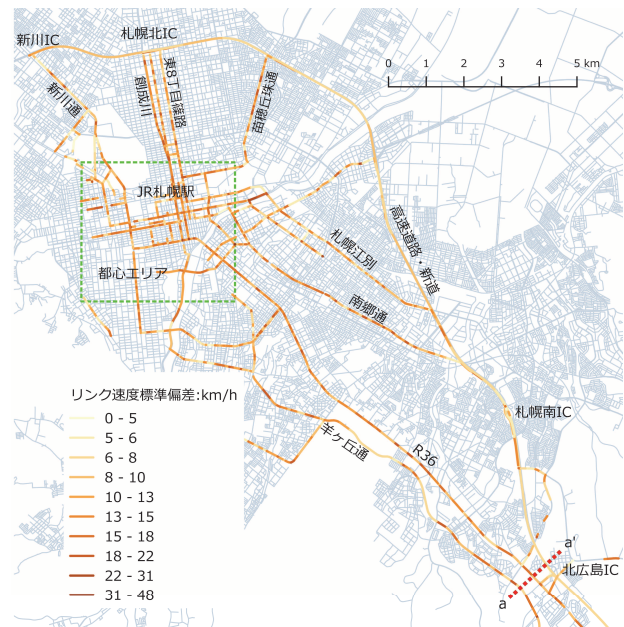 札幌北IC
新川IC
0 1 2 3 4 5 km
新川通
創成川
東8丁目篠路
苗穂丘珠通
JR札幌駅
高速道路・新道
札幌江別
都心エリア
南郷通
リンク速度標準偏差:km/h
0 - 5
5 - 6
6 - 8
8 - 10
10 - 13
13 - 15
15 - 18
18 - 22
22 - 31
31 - 48
札幌南IC
羊ケ丘通
R36
a'
北広島IC
a